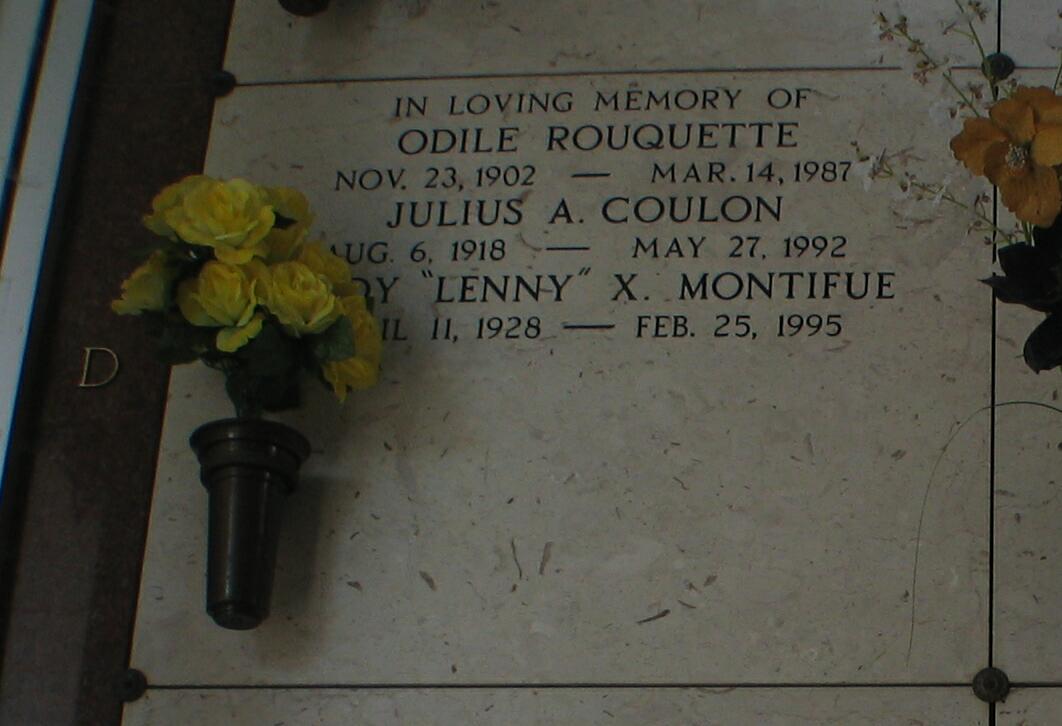 IN LOVING MEMORY OF
ODILE ROUQUETTE
NOV. 23, 1902 — MAR. 14, 1987
JULIUS A. COULON
AUG. 6, 1918 — MAY 27, 1992
"LENNY" X. MONTIFUE
11, 1928 — FEB. 25, 1995
D